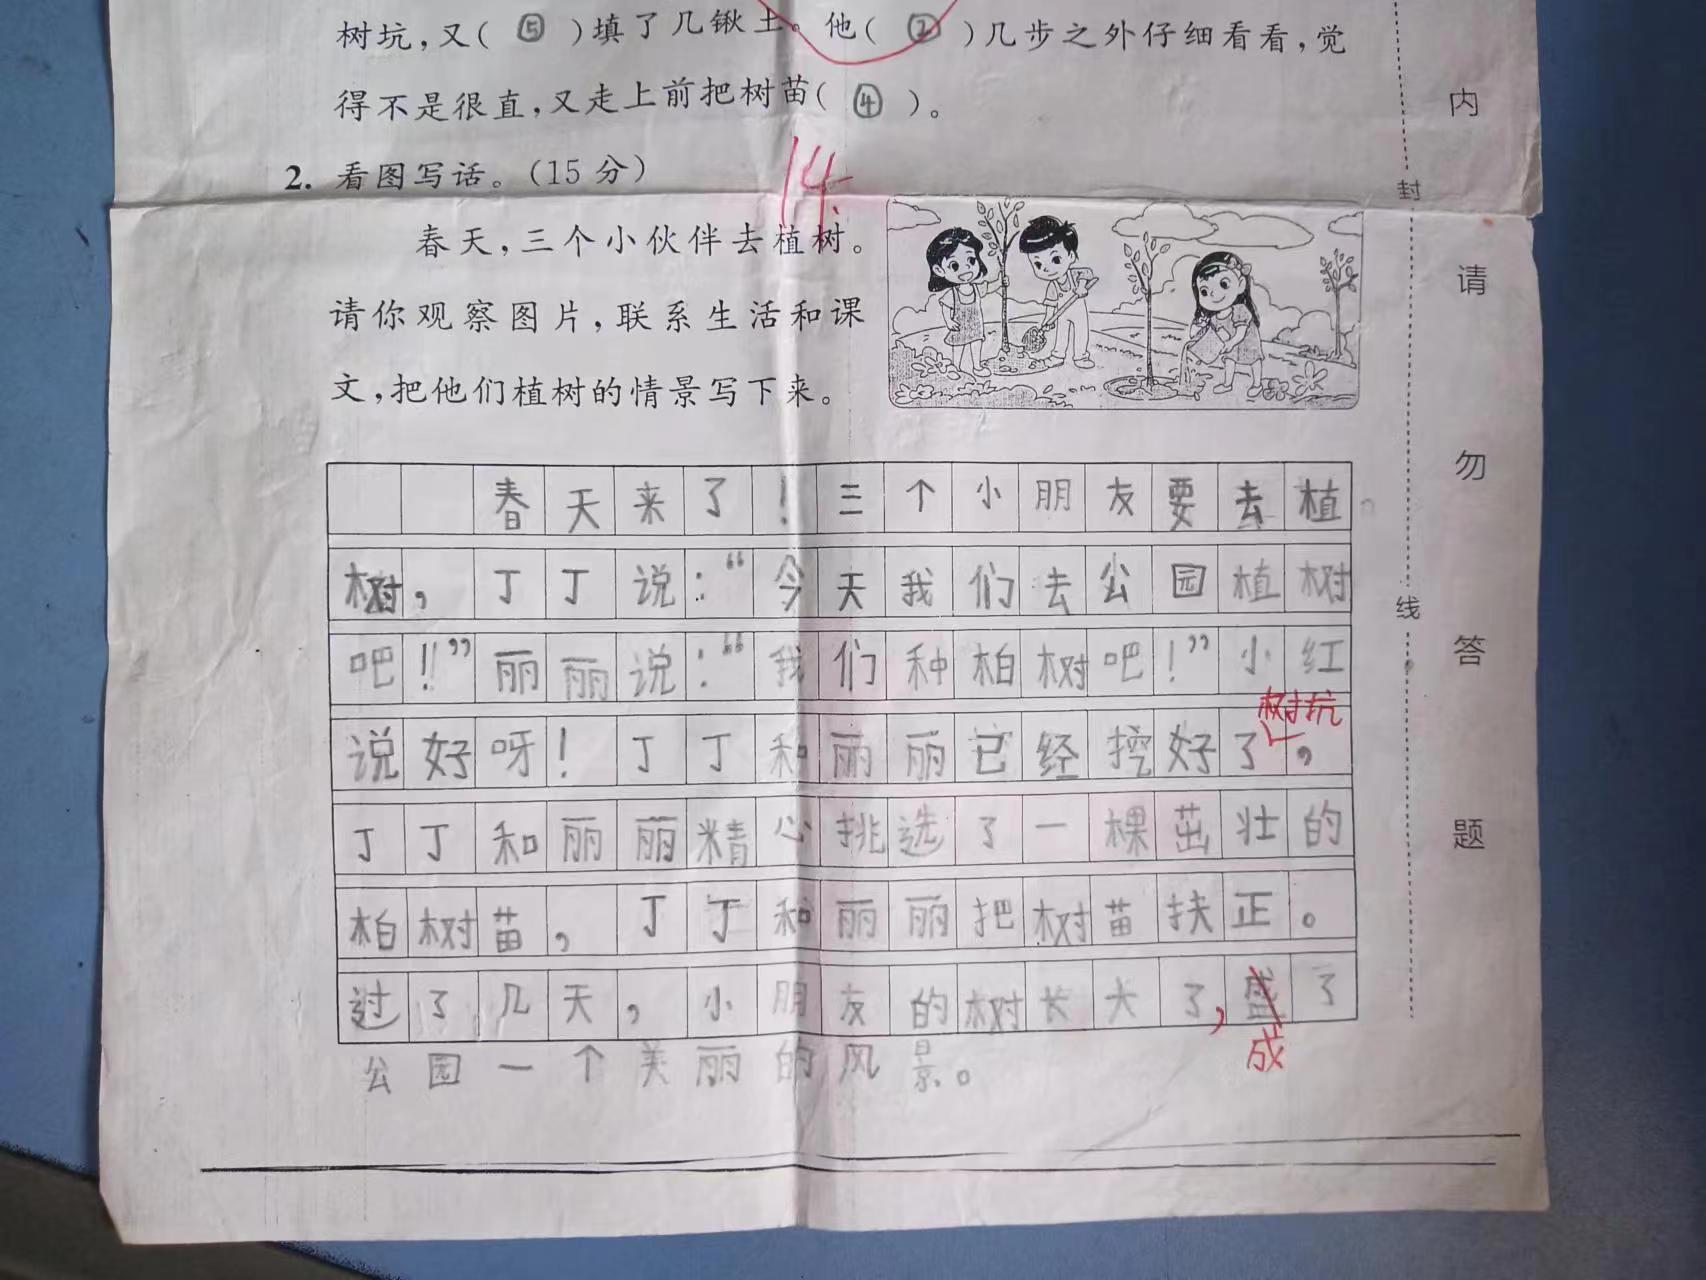 树坑，又( ⑤ )填了几锹土。他( ② )几步之外仔细看看，觉
得不是很直，又走上前把树苗( ④ )。
2. 看图写话。（15 分） 14
春天，三个小伙伴去植树。
请你观察图片，联系生活和课
文，把他们植树的情景写下来。
春天来了！三个小朋友要去植
树，丁丁说：“今天我们去公园植树
吧！！”丽丽说：“我们种柏树吧！”小红
说好呀！丁丁和丽丽已经挖好了，
树坑
丁丁和丽丽精心挑选了一棵茁壮的
柏树苗，丁丁和丽丽把树苗扶正。
过了几天，小朋友的树长大了，盛了
成
公园一个美丽的风景。
内
封
请
勿
线
答
题